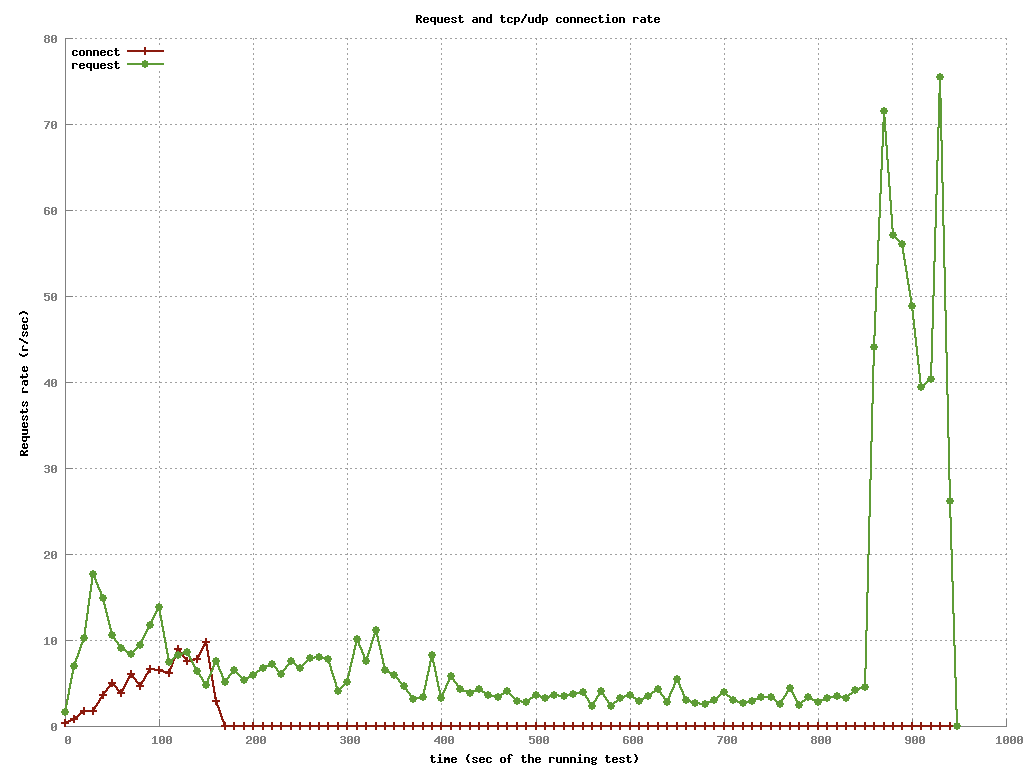 Request and tcp/udp connection rate
80
connect
request
70
60
50
40
30
20
10
0
Requests rate (r/sec)
0 100 200 300 400 500 600 700 800 900 1000
time (sec of the running test)